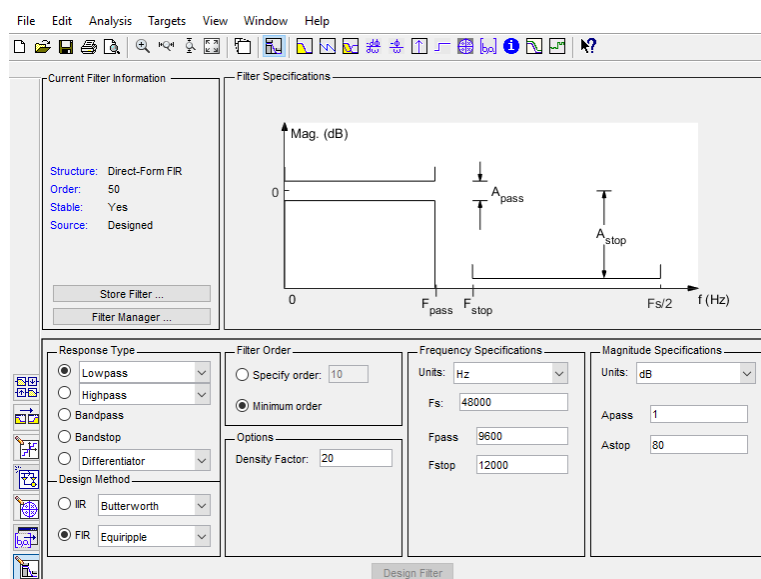 File Edit Analysis Targets View Window Help
Current Filter Information
Structure: Direct-Form FIR
Order: 50
Stable: Yes
Source: Designed
Store Filter ...
Filter Manager ...
Filter Specifications
Mag. (dB)
0
Apass
Astop
0 Fpass Fstop Fs/2 f (Hz)
Response Type
Lowpass
Highpass
Bandpass
Bandstop
Differentiator
Design Method
IIR Butterworth
FIR Equiripple
Filter Order
Specify order: 10
Minimum order
Options
Density Factor: 20
Frequency Specifications
Units: Hz
Fs: 48000
Fpass 9600
Fstop 12000
Magnitude Specifications
Units: dB
Apass 1
Astop 80
Design Filter